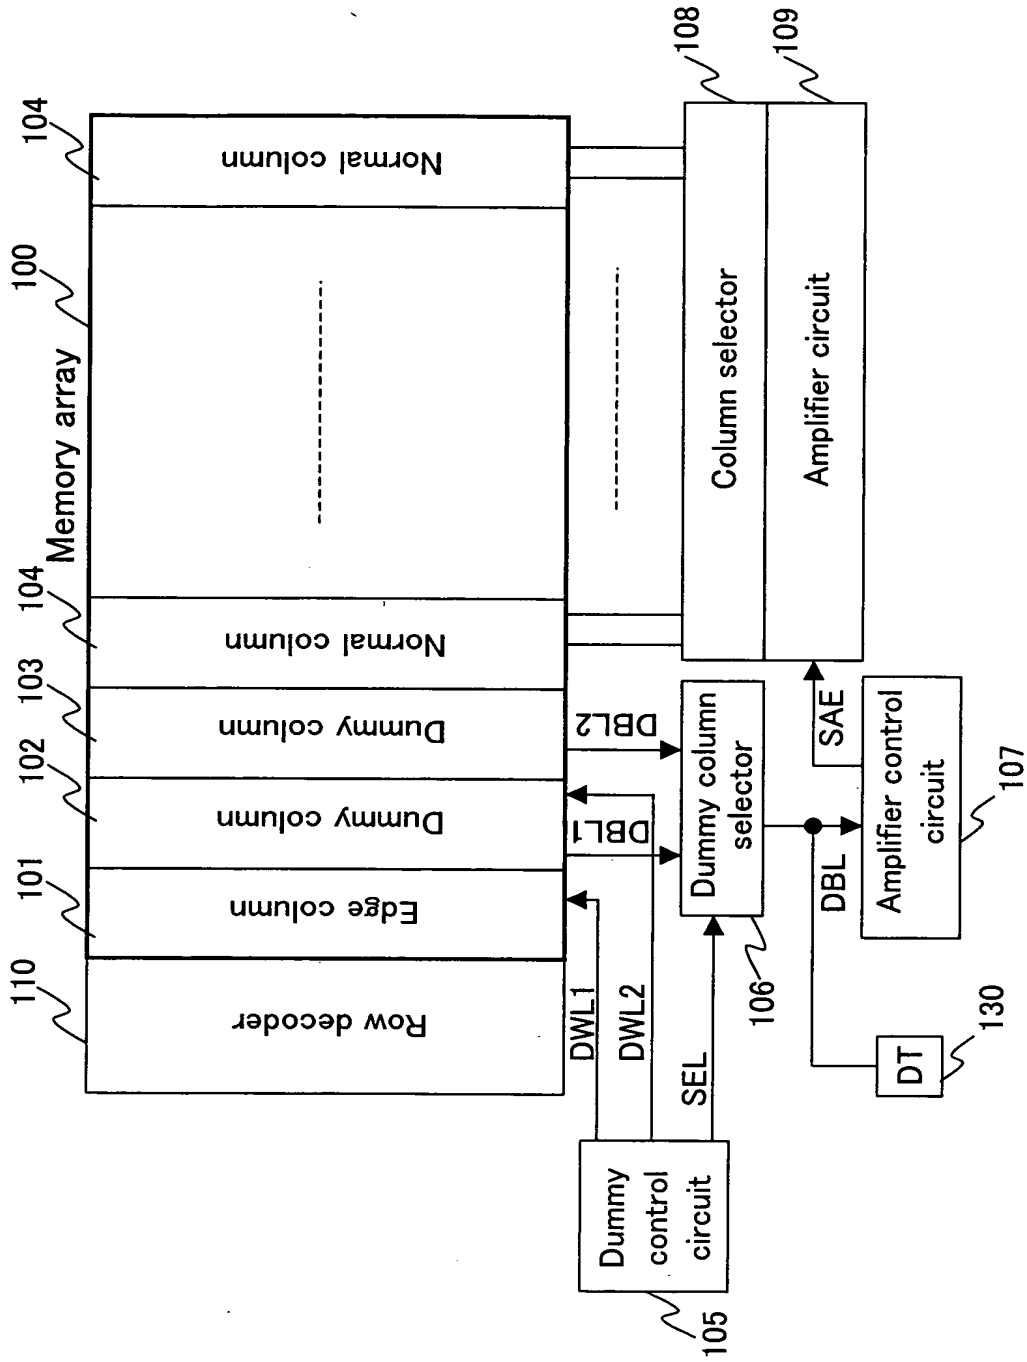 100
Memory array
110
101
102
103
104
104
Row decoder
Edge column
Dummy column
Dummy column
Normal column
Normal column
DWL1
DWL2
DBL1
DBL2
SEL
Dummy
control
circuit
105
Dummy column
selector
106
Column selector
108
Amplifier circuit
109
DBL
SAE
Amplifier control
circuit
107
DT
130